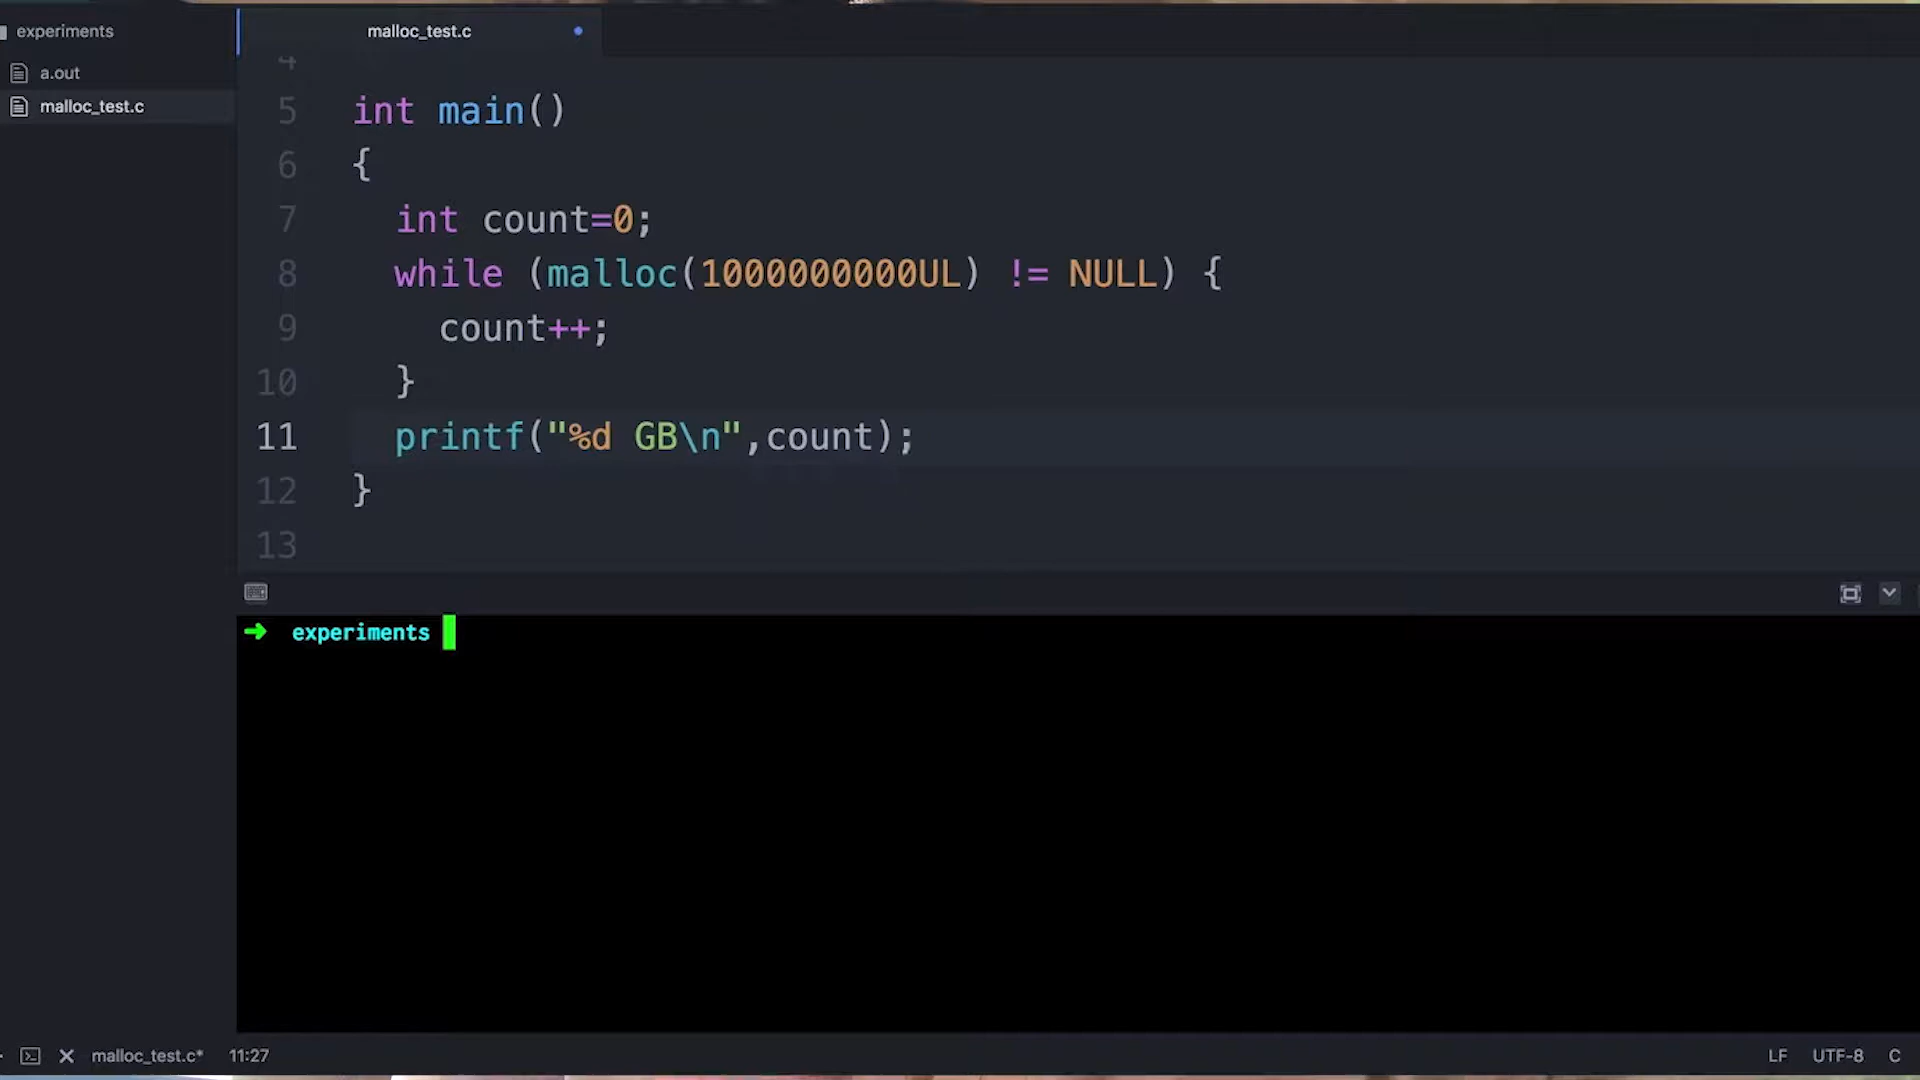 experiments
malloc_test.c
a.out
malloc_test.c
4
5 int main()
6 {
7 int count=0;
8 while (malloc(1000000000UL) != NULL) {
9 count++;
10 }
11 printf("%d GB\n",count);
12 }
13
➜ experiments
malloc_test.c* 11:27 LF UTF-8 C